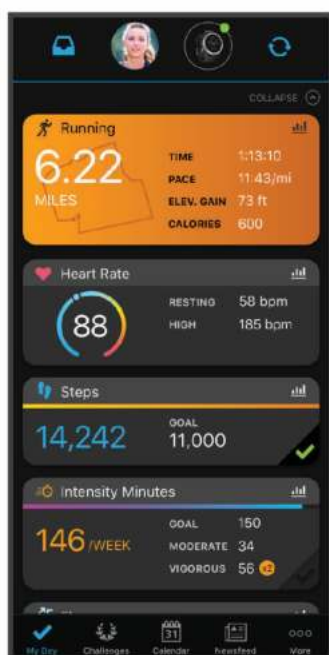 COLLAPSE
Running
6.22
MILES
TIME 1:13:10
PACE 11:43/mi
ELEV. GAIN 73 ft
CALORIES 600
Heart Rate
88
RESTING 58 bpm
HIGH 185 bpm
Steps
14,242
GOAL
11,000
Intensity Minutes
146 /WEEK
GOAL 150
MODERATE 34
VIGOROUS 56 x2
My Day Challenges Calendar Newsfeed More
31